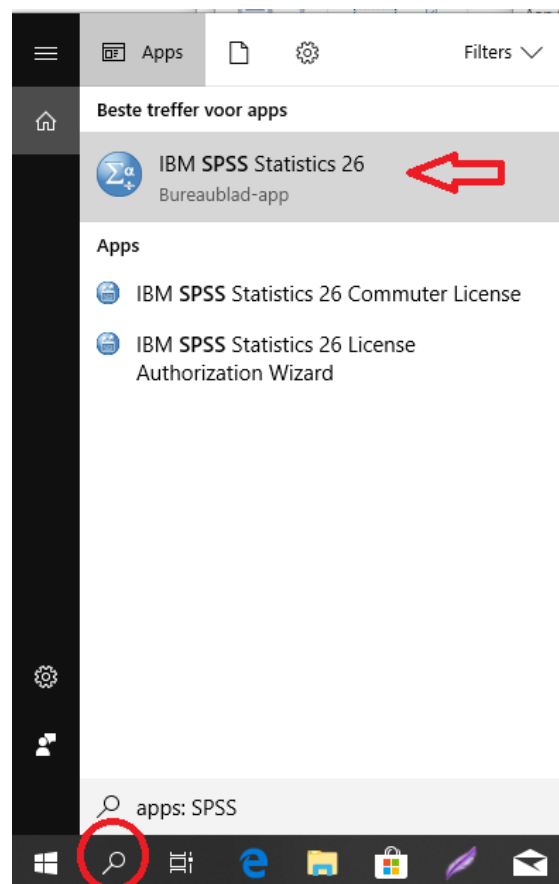 Apps
Filters
Beste treffer voor apps
IBM SPSS Statistics 26
Bureaublad-app
Apps
IBM SPSS Statistics 26 Commuter License
IBM SPSS Statistics 26 License
Authorization Wizard
apps: SPSS